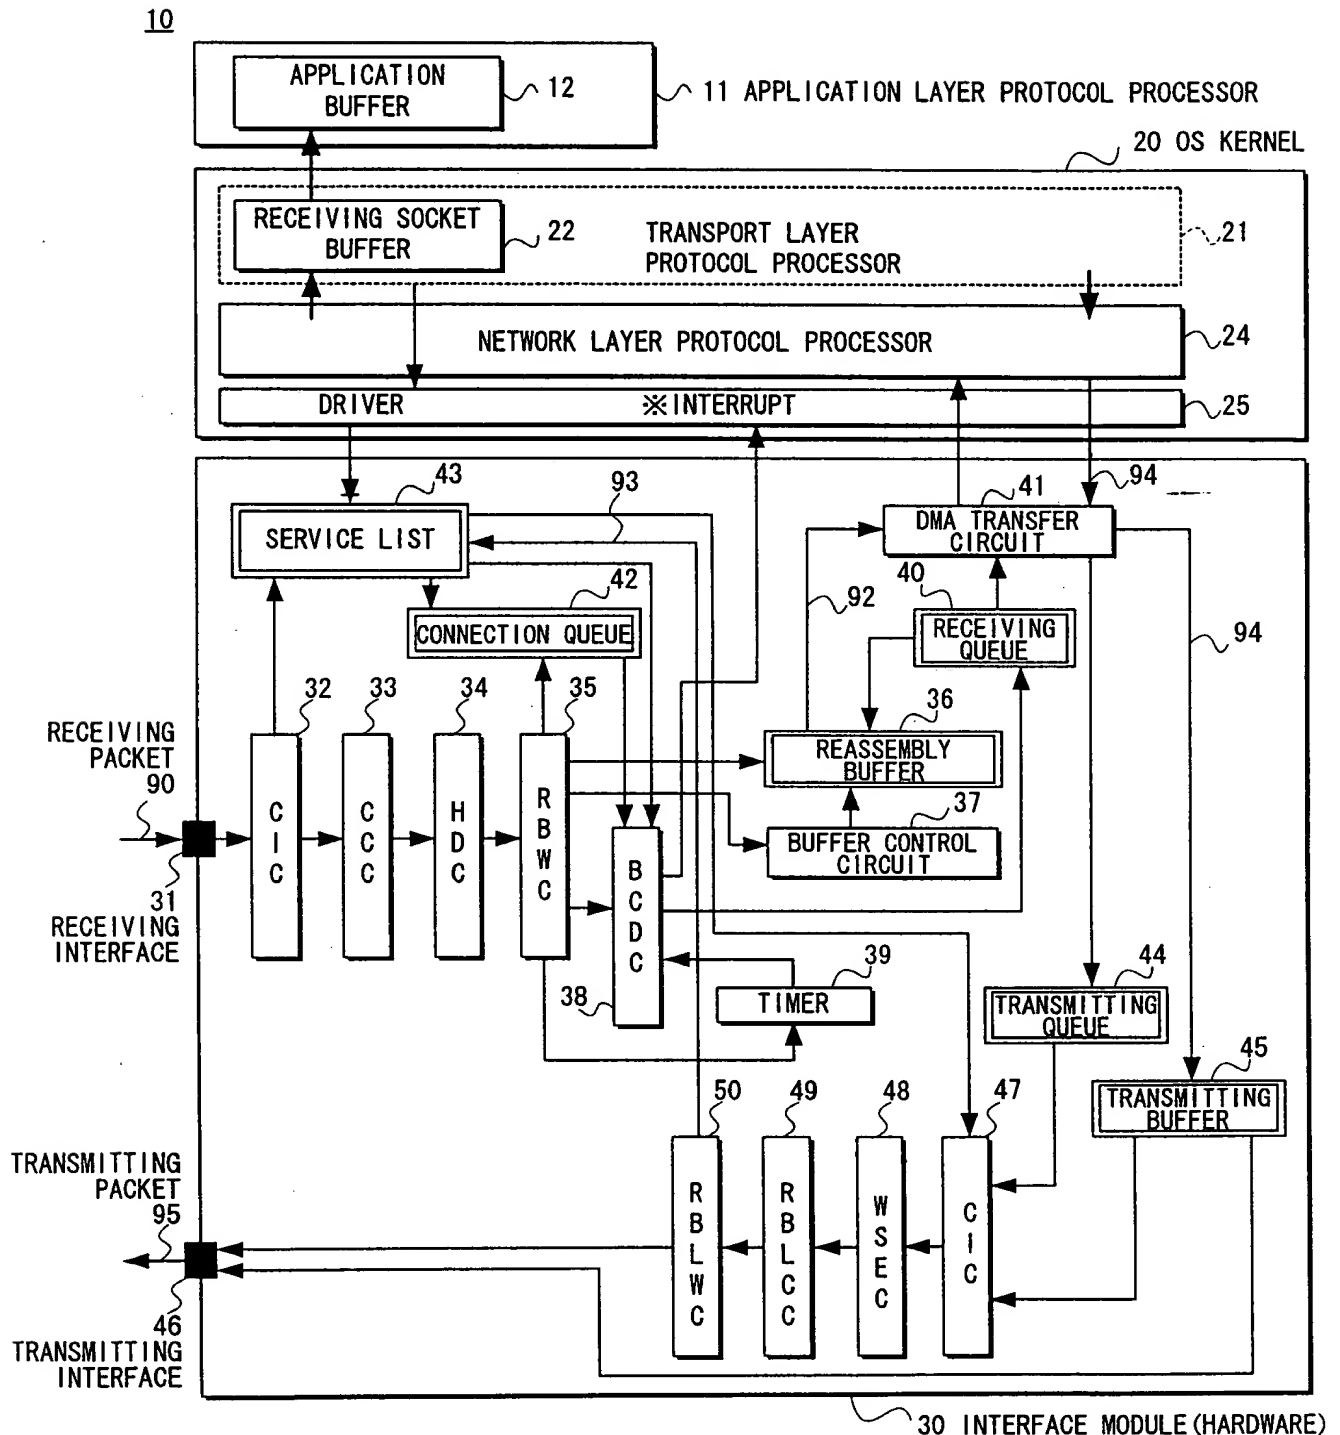 10
APPLICATION
BUFFER
12
11 APPLICATION LAYER PROTOCOL PROCESSOR
20 OS KERNEL
RECEIVING SOCKET
BUFFER
22
TRANSPORT LAYER
PROTOCOL PROCESSOR
21
NETWORK LAYER PROTOCOL PROCESSOR
24
DRIVER
※INTERRUPT
25
43
93
41
94
SERVICE LIST
DMA TRANSFER
CIRCUIT
42
40
92
CONNECTION QUEUE
RECEIVING
QUEUE
94
32
33
34
35
36
RECEIVING
PACKET
90
REASSEMBLY
BUFFER
37
CIC
CCC
HDC
RBWC
BCDC
BUFFER CONTROL
CIRCUIT
31
RECEIVING
INTERFACE
38
39
TIMER
44
TRANSMITTING
QUEUE
45
TRANSMITTING
BUFFER
50
49
48
47
TRANSMITTING
PACKET
95
RBLWC
RBLCC
WSEC
CIC
46
TRANSMITTING
INTERFACE
30 INTERFACE MODULE(HARDWARE)